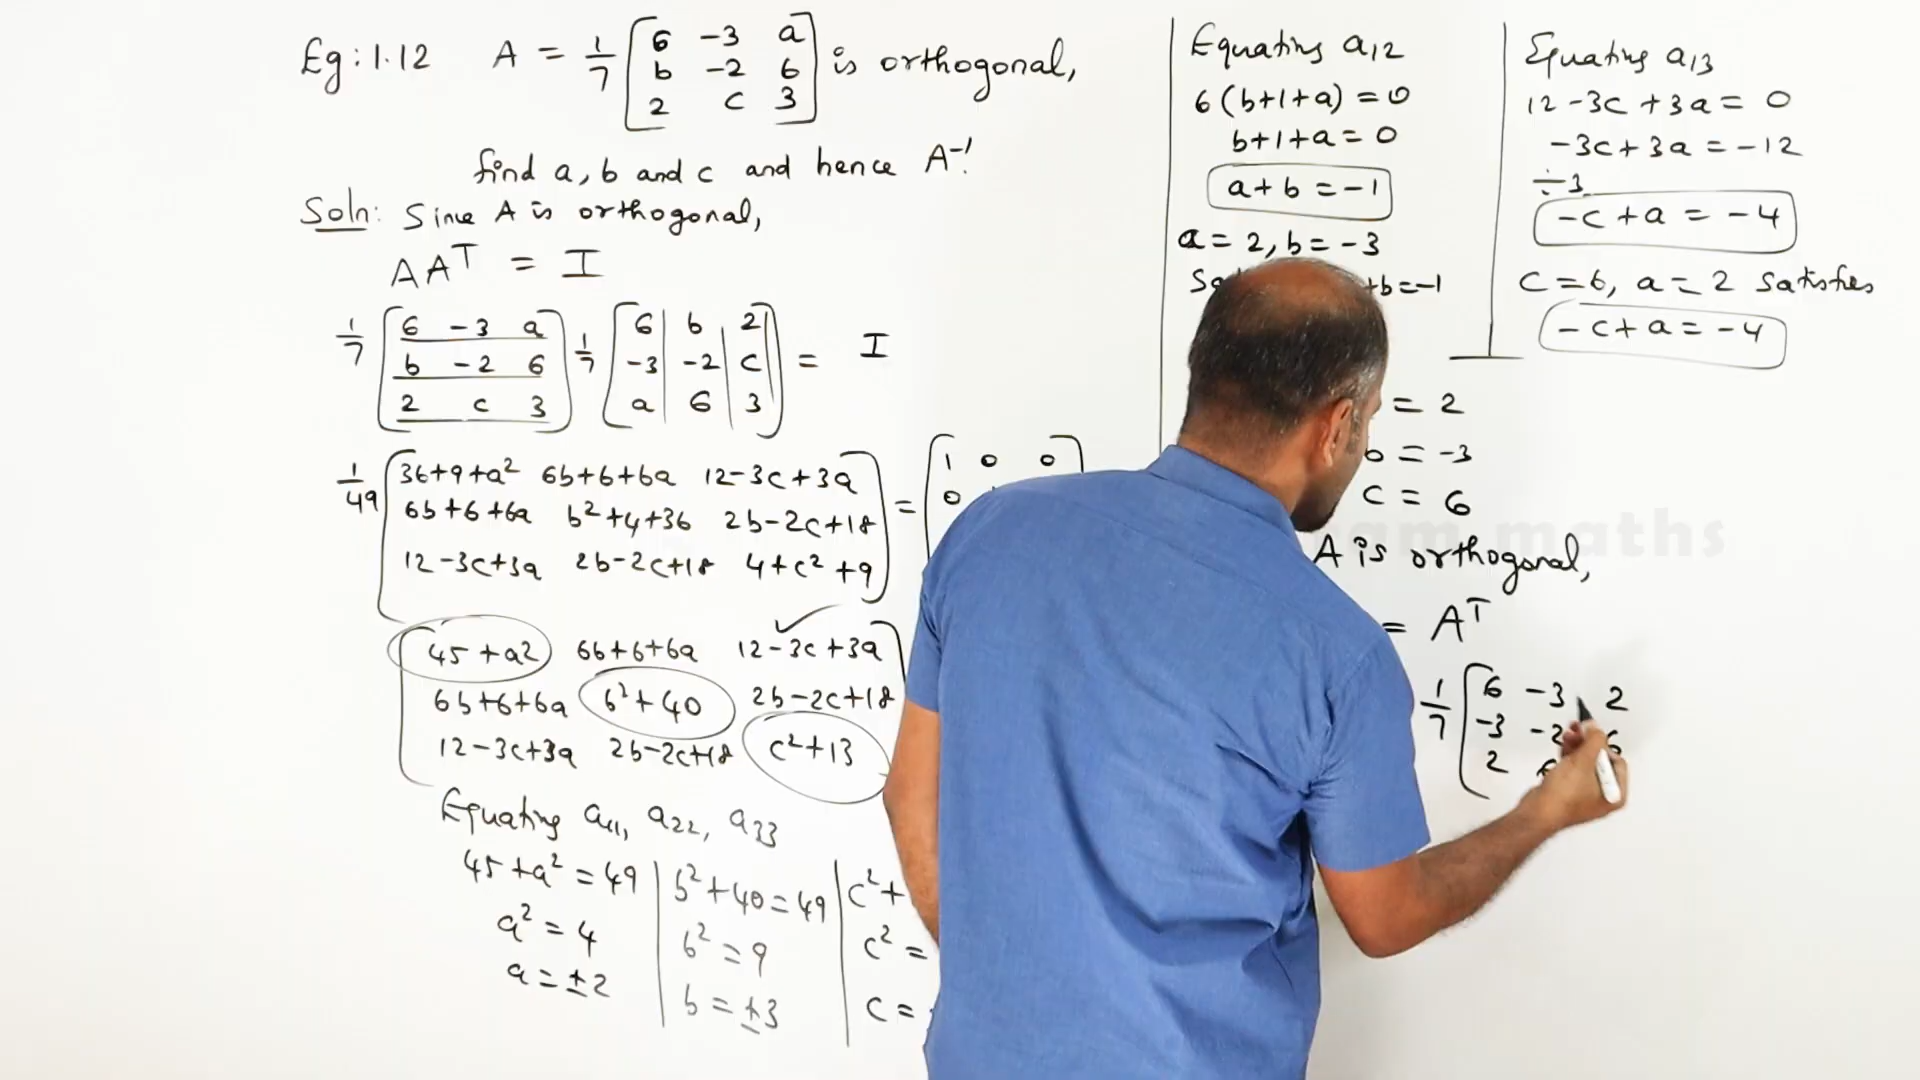 Eg: 1.12 A = 1/7 [6 -3 a
b -2 6
2 c 3] is orthogonal,
find a, b and c and hence A⁻¹.
Soln: Since A is orthogonal,
AAᵀ = I
1/7 [6 -3 a
b -2 6
2 c 3] 1/7 [6 b 2
-3 -2 c
a 6 3] = I
1/49 [36+9+a² 6b+6+6a 12-3c+3a
6b+6+6a b²+4+36 2b-2c+18
12-3c+3a 2b-2c+18 4+c²+9] = [1 0 0
0
[45+a² 6b+6+6a 12-3c+3a
6b+6+6a b²+40 2b-2c+18
12-3c+3a 2b-2c+18 c²+13
Equating a₁₁, a₂₂, a₃₃
45+a² = 49
a² = 4
a = ±2
b²+40 = 49
b² = 9
b = ±3
c²+
c² =
c =
Equating a₁₂
6(b+1+a) = 0
b+1+a = 0
a+b = -1
a = 2, b = -3
+b = -1
Equating a₁₃
12-3c+3a = 0
-3c+3a = -12
÷3
-c+a = -4
c = 6, a = 2 satisfies
-c+a = -4
= 2
b = -3
c = 6
am maths
A is orthogonal,
= Aᵀ
1/7 [6 -3 2
-3 -2 6
2 6